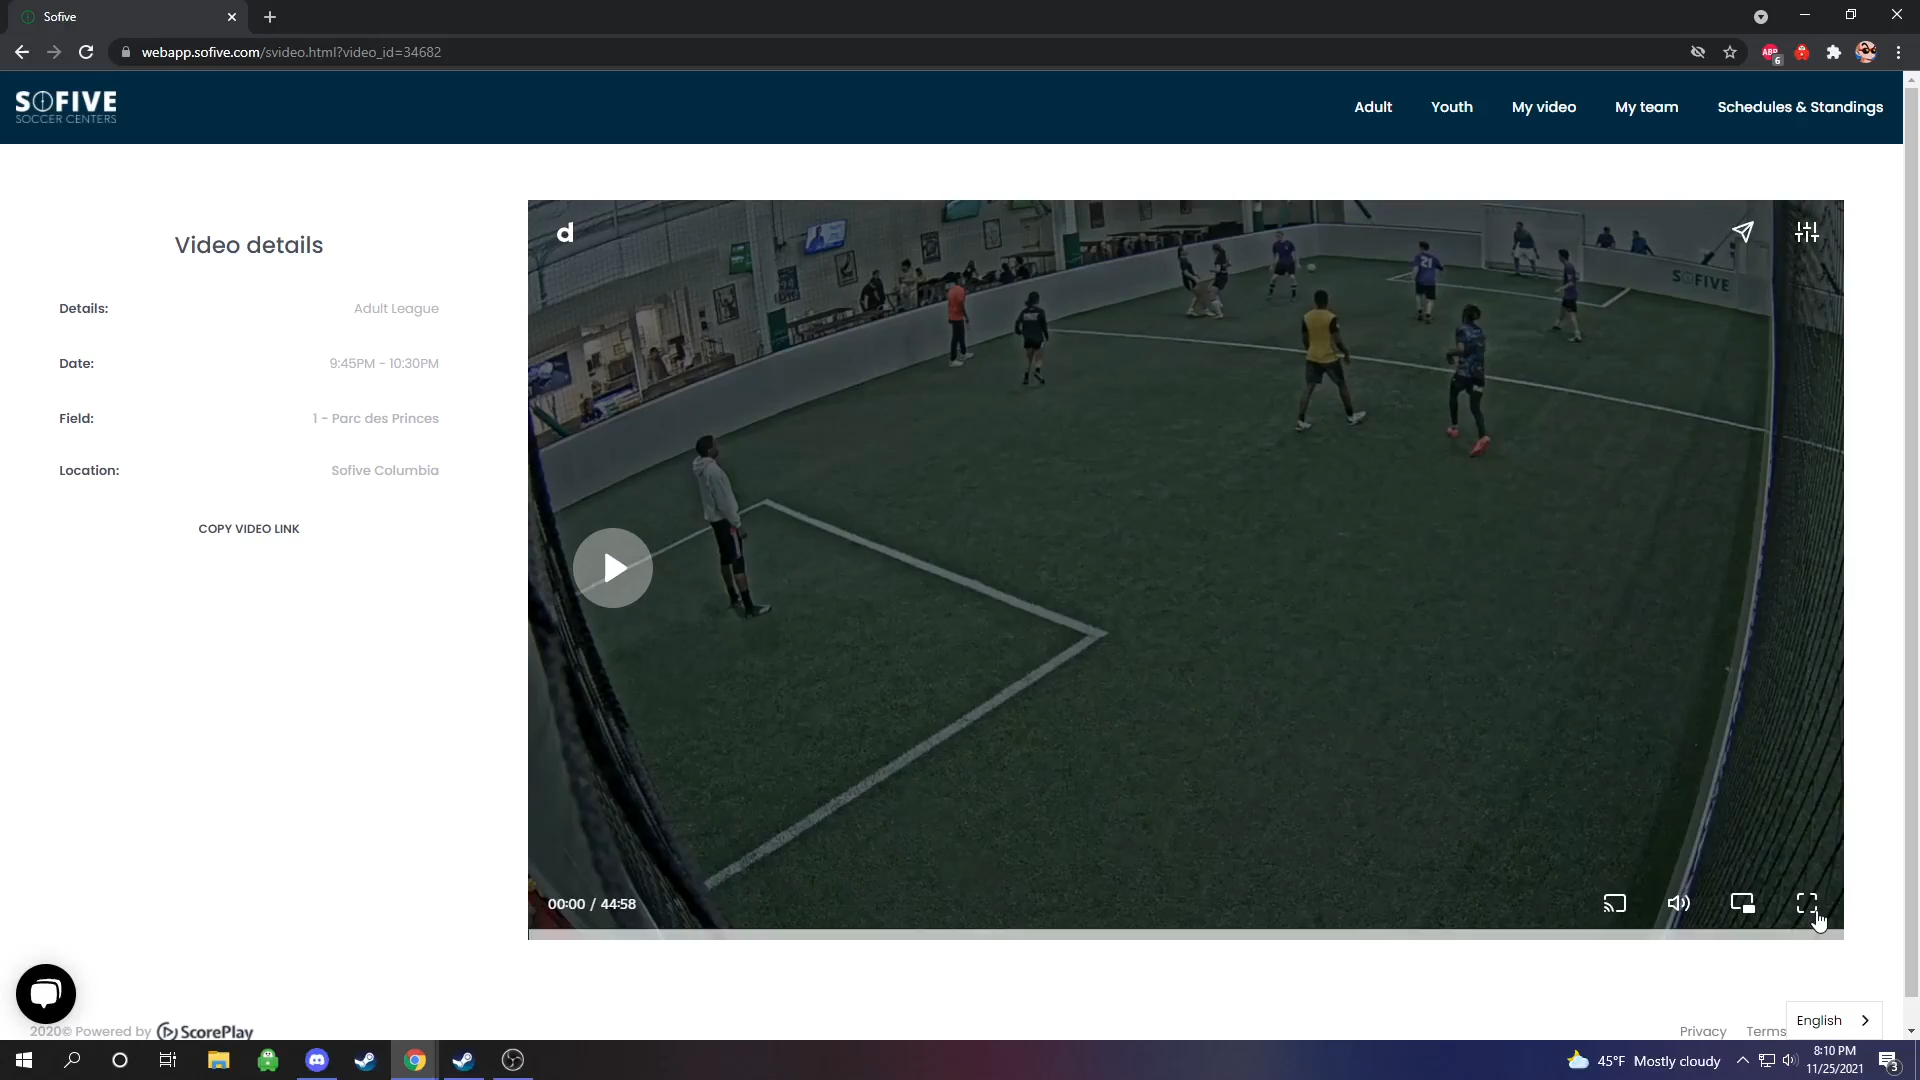 Sofive
webapp.sofive.com/svideo.html?video_id=34682
ABP
6
SOFIVE
SOCCER CENTERS
Adult
Youth
My video
My team
Schedules & Standings
Video details
Details:
Adult League
Date:
9:45PM - 10:30PM
Field:
1 - Parc des Princes
Location:
Sofive Columbia
COPY VIDEO LINK
d
21
SOFIVE
00:00 / 44:58
2020© Powered by ScorePlay
Privacy
Terms
English
45°F Mostly cloudy
8:10 PM
11/25/2021
3